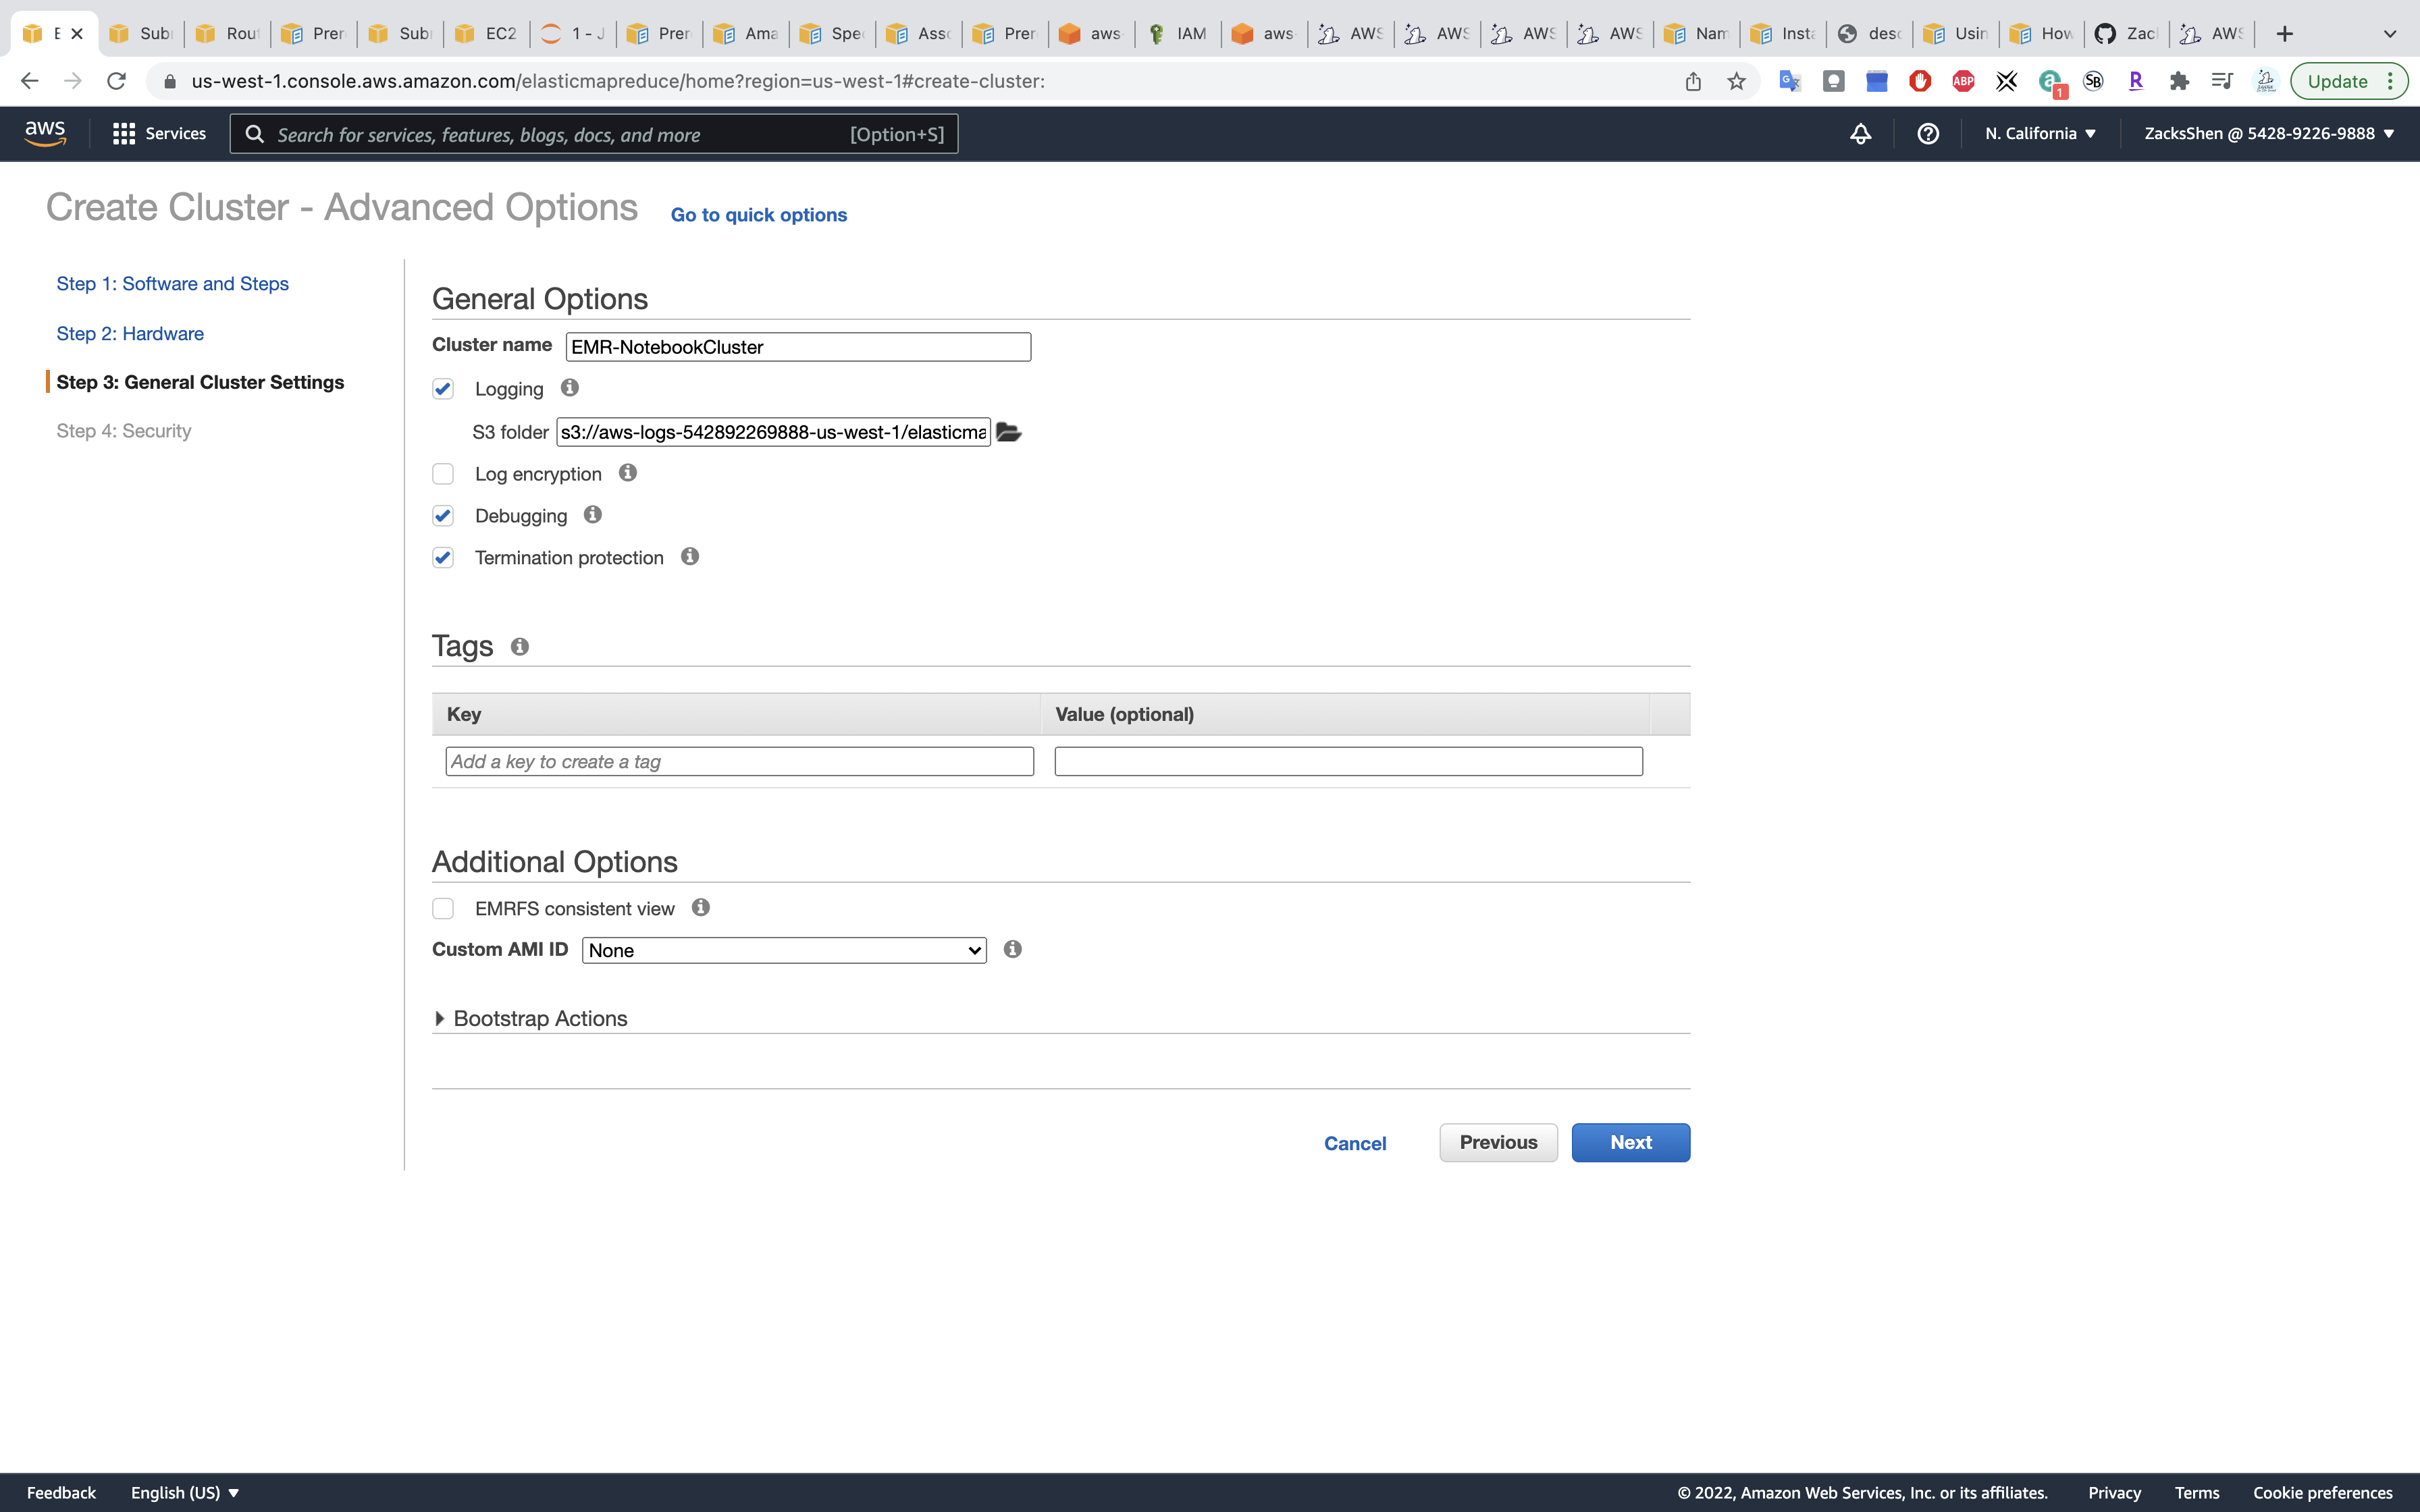 E Sub Rout Prer Sub EC2 1 - J Prer Ama Spe Asso Prer aws- IAM aws- AWS AWS AWS AWS Nam Insta desc Usin How Zac AWS
us-west-1.console.aws.amazon.com/elasticmapreduce/home?region=us-west-1#create-cluster:
ABP a 1 SB R Update
aws Services Search for services, features, blogs, docs, and more [Option+S] N. California ZacksShen @ 5428-9226-9888
Create Cluster - Advanced Options Go to quick options
Step 1: Software and Steps
Step 2: Hardware
Step 3: General Cluster Settings
Step 4: Security
General Options
Cluster name EMR-NotebookCluster
Logging
S3 folder s3://aws-logs-542892269888-us-west-1/elasticma
Log encryption
Debugging
Termination protection
Tags
Key Value (optional)
Add a key to create a tag
Additional Options
EMRFS consistent view
Custom AMI ID None
Bootstrap Actions
Cancel Previous Next
Feedback English (US) © 2022, Amazon Web Services, Inc. or its affiliates. Privacy Terms Cookie preferences